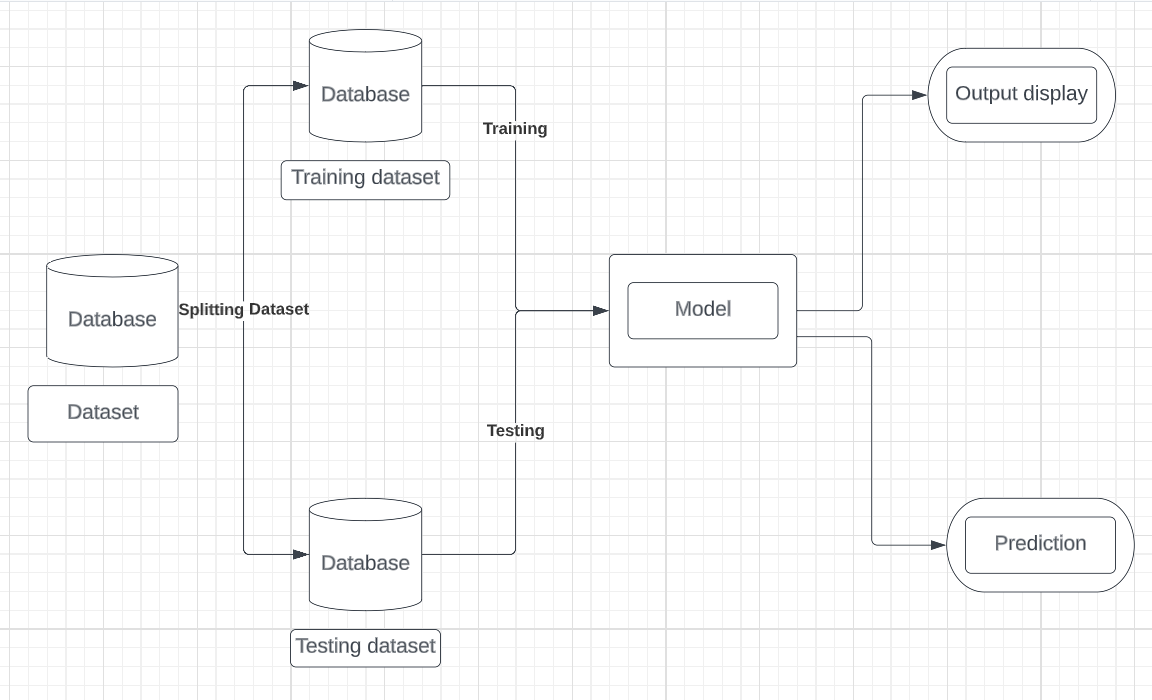 Database
Training dataset
Training
Output display
Database
Dataset
Splitting Dataset
Model
Testing
Database
Testing dataset
Prediction